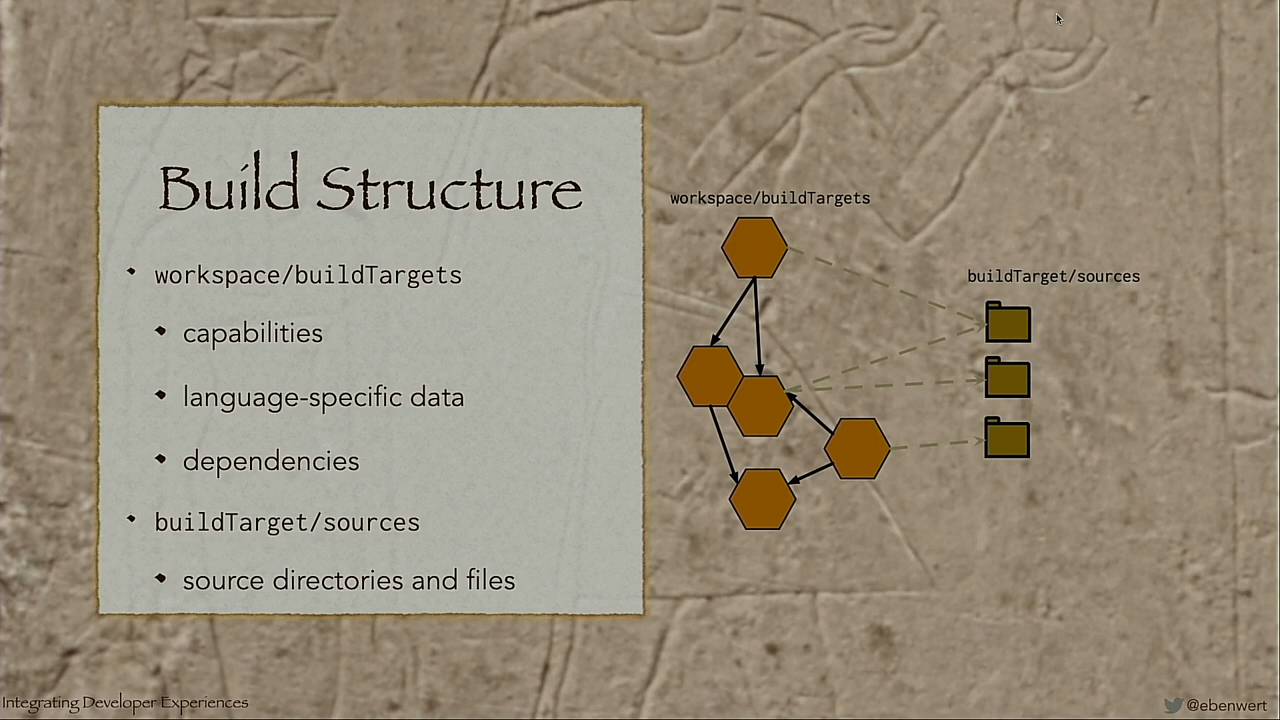 Build Structure
• workspace/buildTargets
• capabilities
• language-specific data
• dependencies
• buildTarget/sources
• source directories and files
workspace/buildTargets
buildTarget/sources
Integrating Developer Experiences
@ebenwert